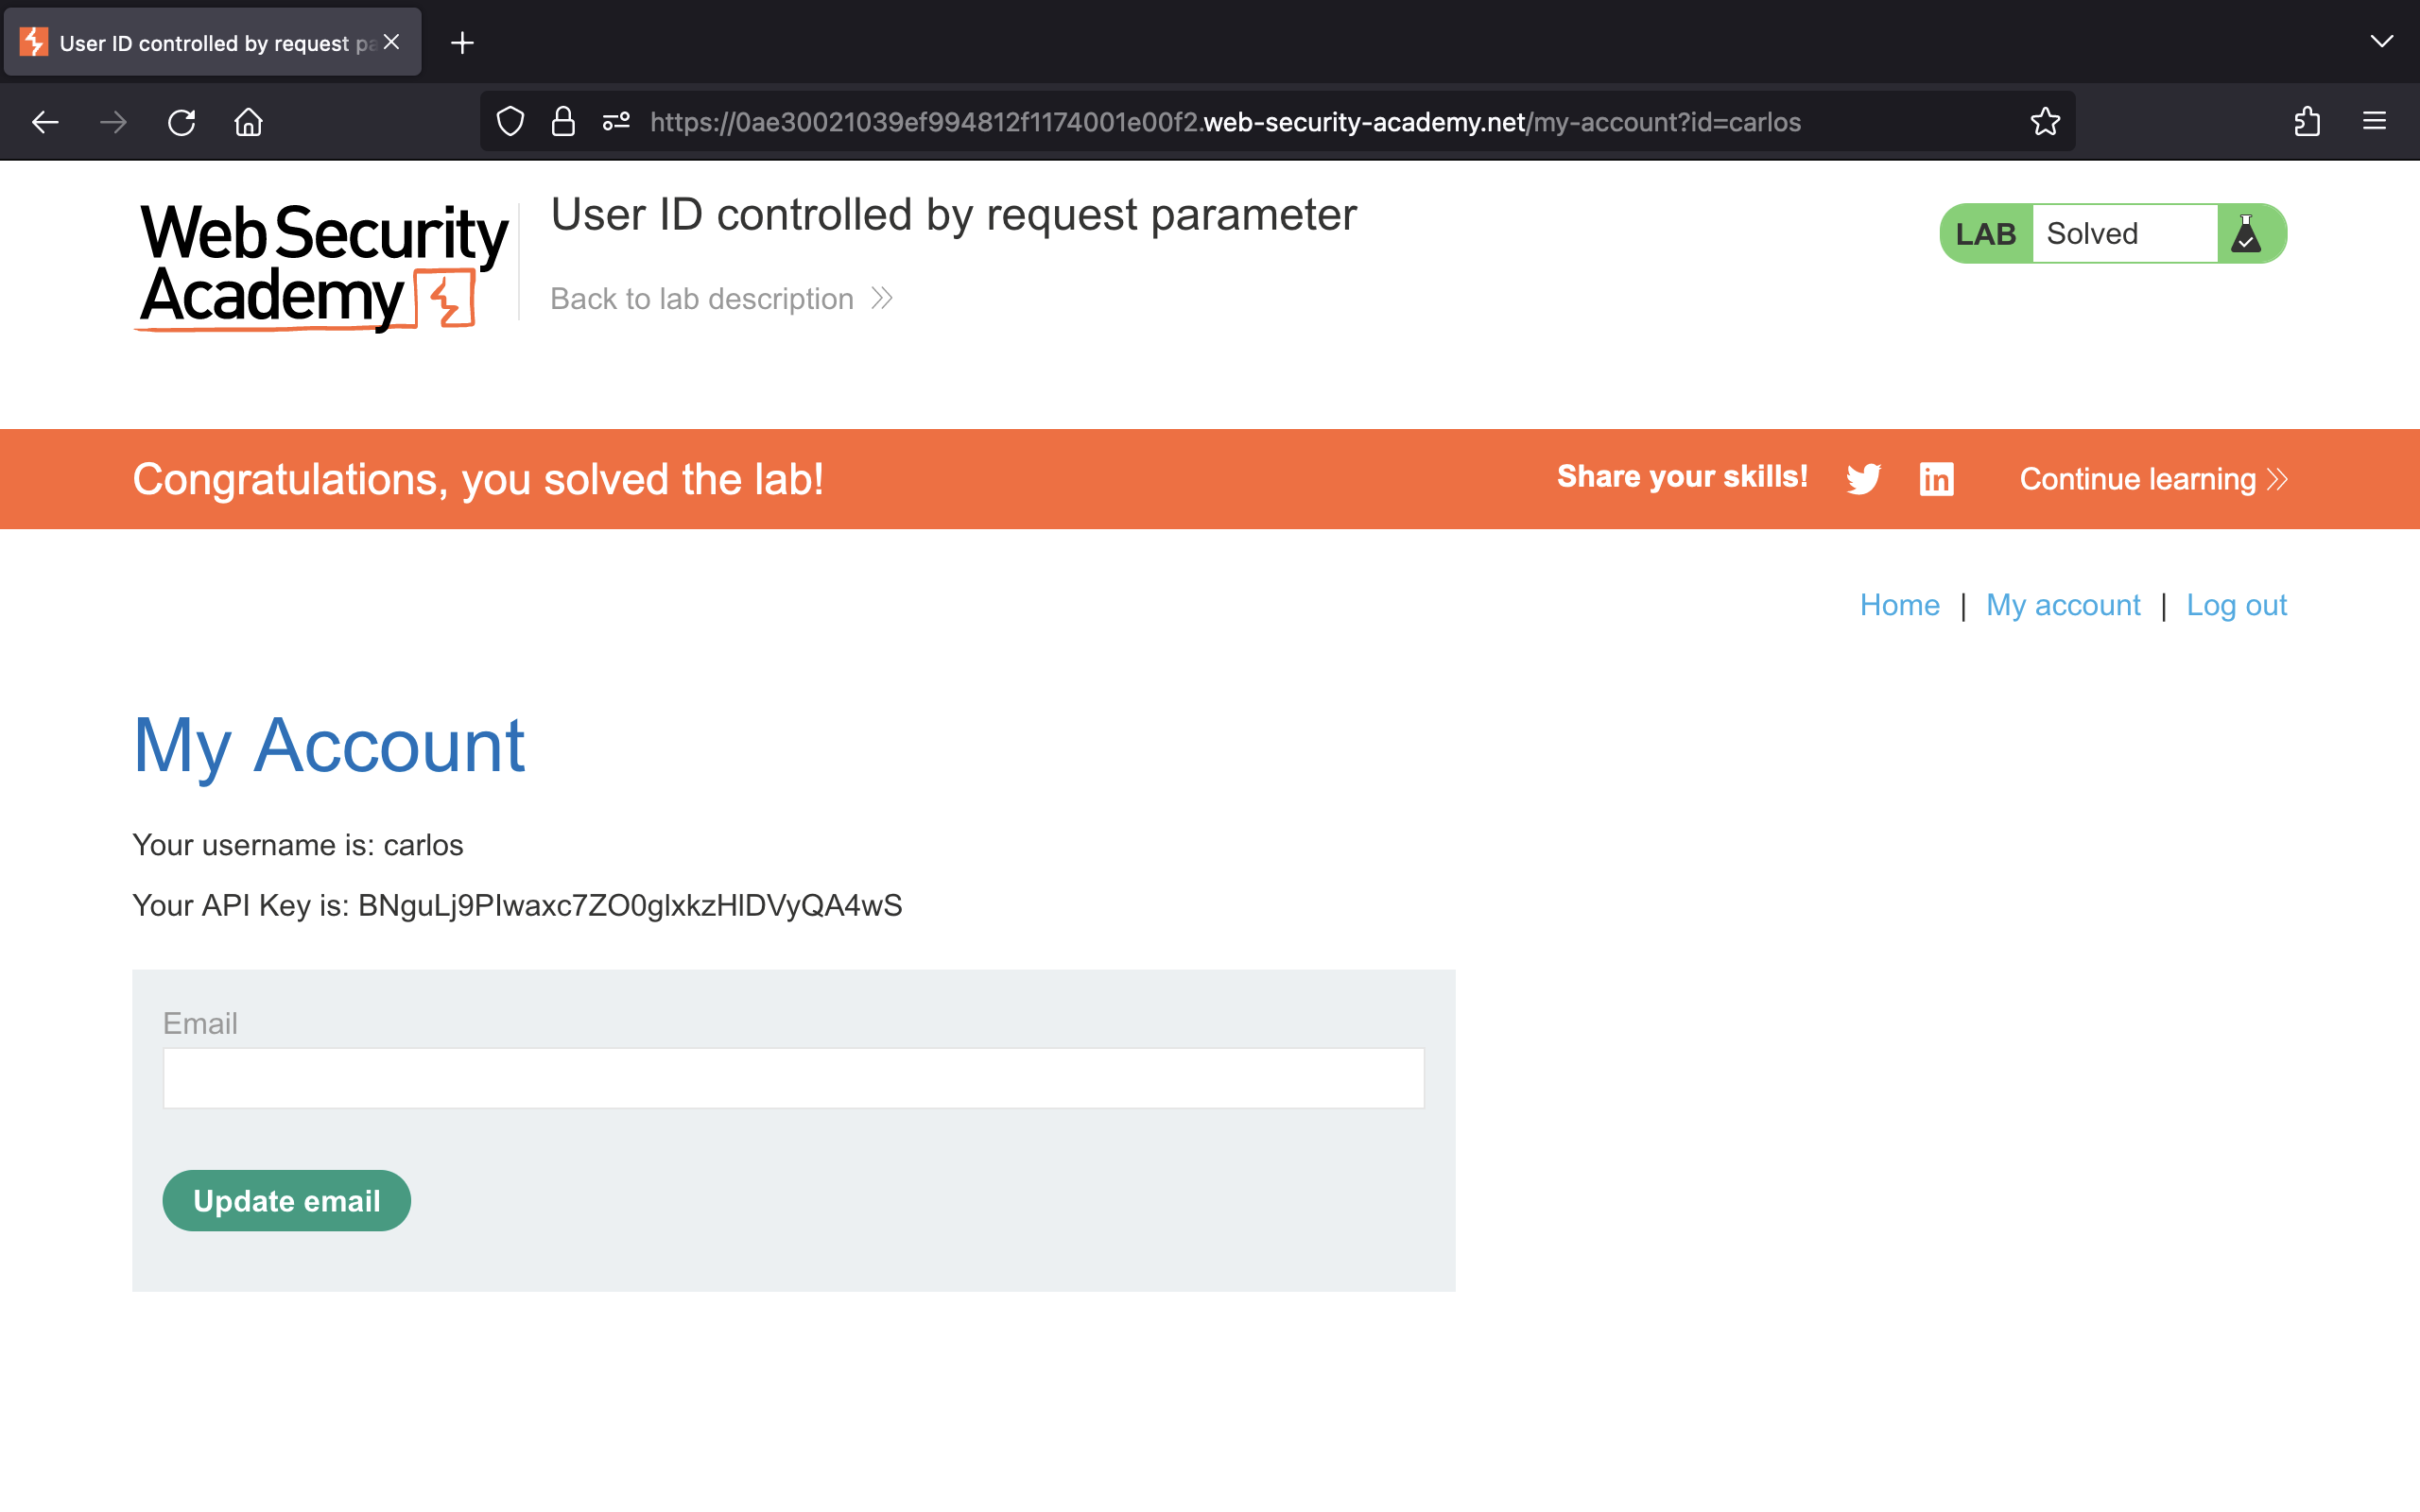 User ID controlled by request pa
https://0ae30021039ef994812f1174001e00f2.web-security-academy.net/my-account?id=carlos
Web Security
Academy
User ID controlled by request parameter
Back to lab description
LAB Solved
Congratulations, you solved the lab!
Share your skills!
Continue learning
Home | My account | Log out
My Account
Your username is: carlos
Your API Key is: BNguLj9PIwaxc7ZO0glxkzHlDVyQA4wS
Email
Update email